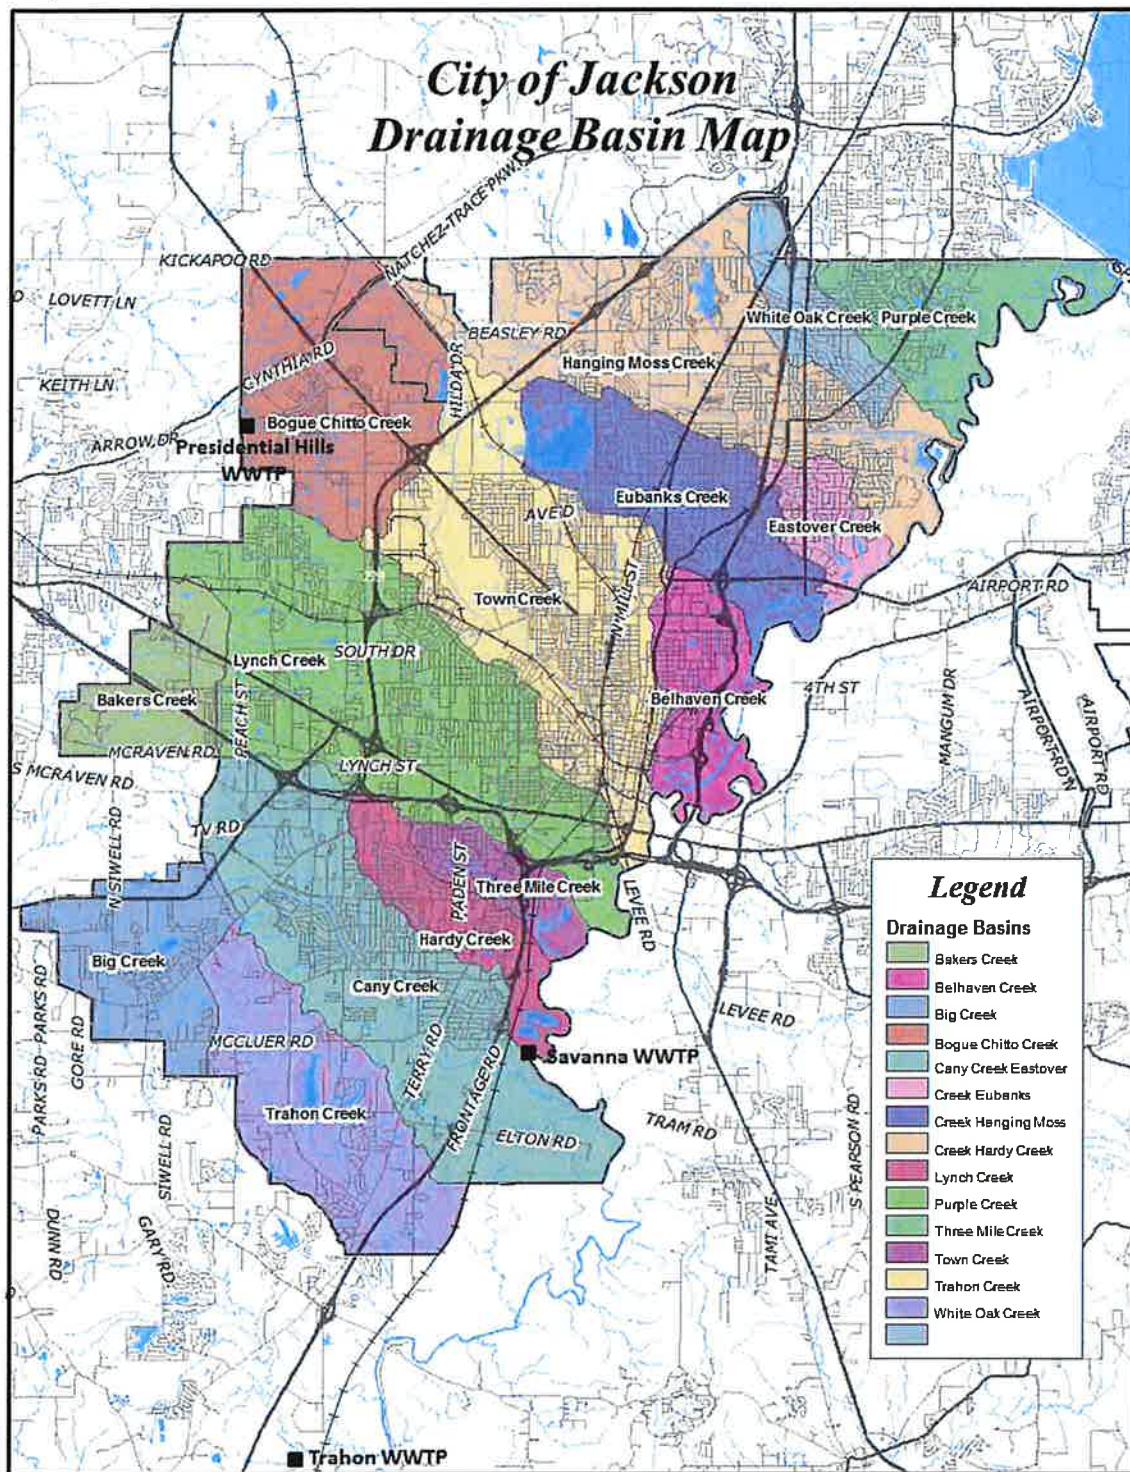 City of Jackson
Drainage Basin Map
NATCHEZ-TRACE PKWY
KICKAPOO RD
LOVETT LN
BEASLEY RD
White Oak Creek
Purple Creek
HILDA DR
Hanging Moss Creek
CYNTHIA RD
KEITH LN
Bogue Chitto Creek
ARROW DR
Presidential Hills
WWTP
Eubanks Creek
AVE D
Eastover Creek
220
AIRPORT RD
Town Creek
N MILL ST
SOUTH DR
Lynch Creek
4TH ST
Bakers Creek
Belhaven Creek
PEACH ST
MANGUM DR
AIRPORT-RD N
AIRPORT RD
MCRAVEN RD
S MCRAVEN RD
LYNCH ST
TV RD
N SIWELL RD
PADEN ST
Three Mile Creek
LEVEE RD
Hardy Creek
Big Creek
Cany Creek
PARKS RD
PARKS RD
GORE RD
MCCLUER RD
TERRY RD
FRONTAGE RD
LEVEE RD
Savanna WWTP
Trahon Creek
ELTON RD
TRAM RD
S PEARSON RD
SIWELL RD
TAMI AVE
DUNN RD
GARY RD
Trahon WWTP
Legend
Drainage Basins
Bakers Creek
Belhaven Creek
Big Creek
Bogue Chitto Creek
Cany Creek Eastover
Creek Eubanks
Creek Hanging Moss
Creek Hardy Creek
Lynch Creek
Purple Creek
Three Mile Creek
Town Creek
Trahon Creek
White Oak Creek